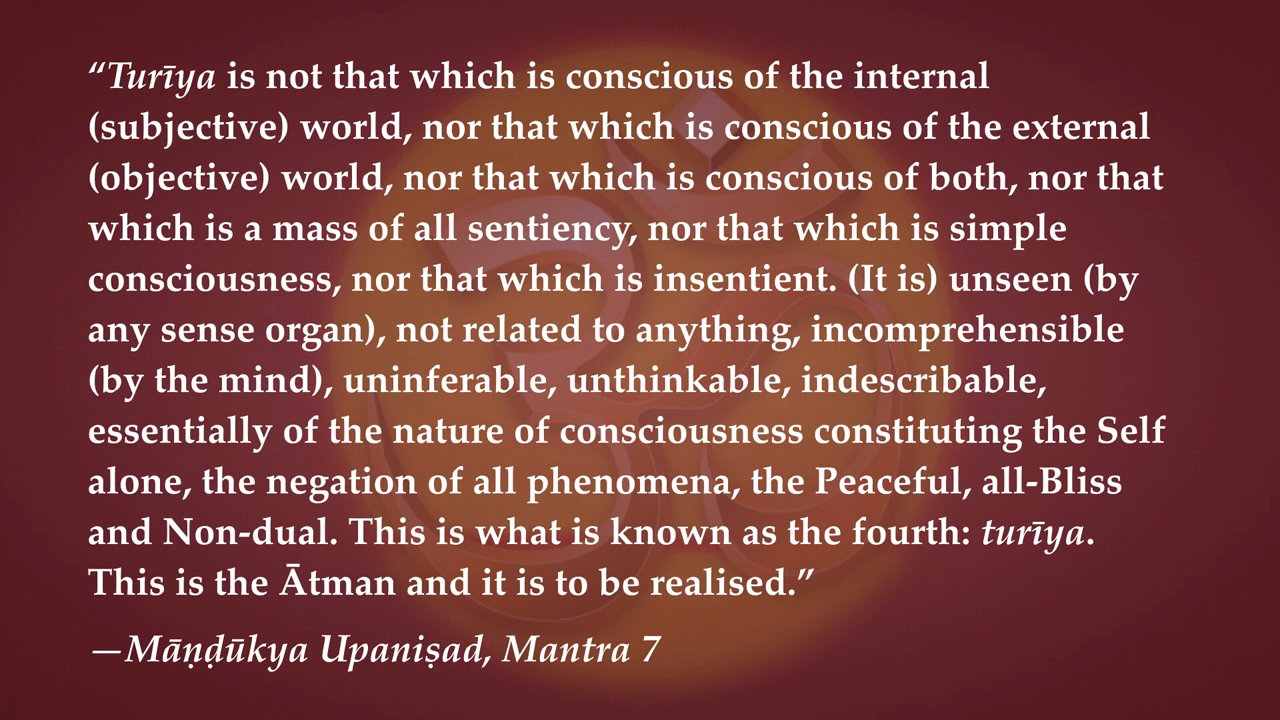 “Turīya is not that which is conscious of the internal
(subjective) world, nor that which is conscious of the external
(objective) world, nor that which is conscious of both, nor that
which is a mass of all sentiency, nor that which is simple
consciousness, nor that which is insentient. (It is) unseen (by
any sense organ), not related to anything, incomprehensible
(by the mind), uninferable, unthinkable, indescribable,
essentially of the nature of consciousness constituting the Self
alone, the negation of all phenomena, the Peaceful, all-Bliss
and Non-dual. This is what is known as the fourth: turīya.
This is the Ātman and it is to be realised.”
—Māṇḍūkya Upaniṣad, Mantra 7